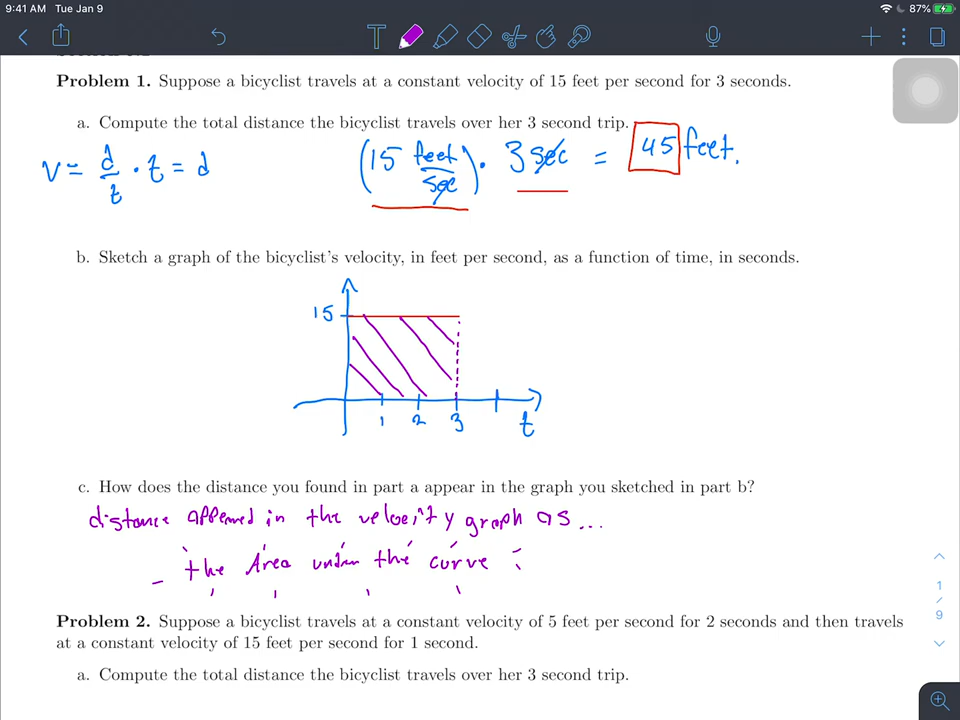 9:41 AM Tue Jan 9
87%
Problem 1. Suppose a bicyclist travels at a constant velocity of 15 feet per second for 3 seconds.
a. Compute the total distance the bicyclist travels over her 3 second trip.
v = d/t · t = d
(15 feet/sec) · 3 sec = 45 feet.
b. Sketch a graph of the bicyclist's velocity, in feet per second, as a function of time, in seconds.
15
1 2 3 t
c. How does the distance you found in part a appear in the graph you sketched in part b?
distance appeared in the velocity graph as ...
the Area under the curve
Problem 2. Suppose a bicyclist travels at a constant velocity of 5 feet per second for 2 seconds and then travels
at a constant velocity of 15 feet per second for 1 second.
a. Compute the total distance the bicyclist travels over her 3 second trip.
1
/
9